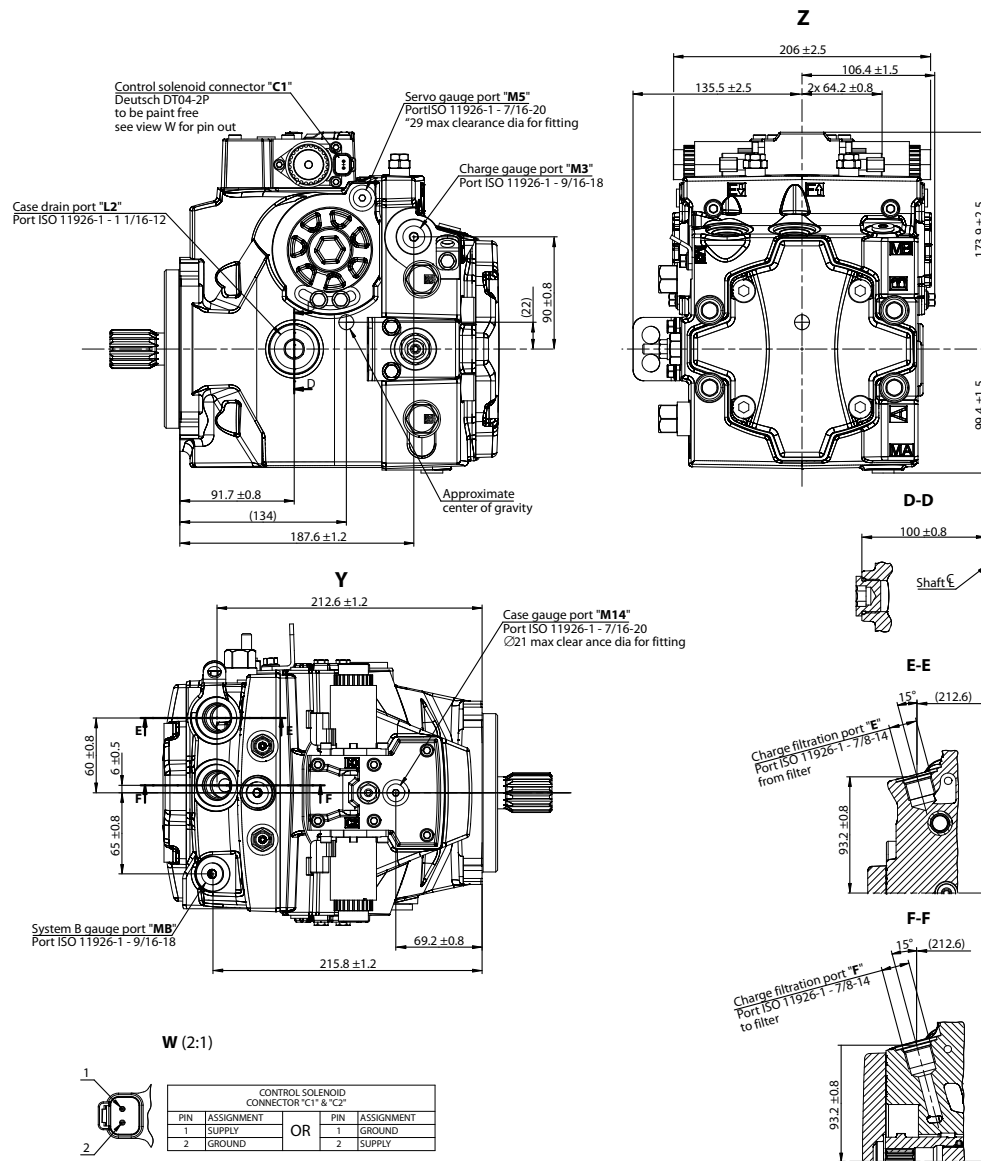 Z
206 ±2.5
106.4 ±1.5
135.5 ±2.5
2x 64.2 ±0.8
Control solenoid connector "C1"
Deutsch DT04-2P
to be paint free
see view W for pin out
Servo gauge port "M5"
PortISO 11926-1 - 7/16-20
"29 max clearance dia for fitting
Charge gauge port "M3"
Port ISO 11926-1 - 9/16-18
Case drain port "L2"
Port ISO 11926-1 - 1 1/16-12
(22)
90 ±0.8
D
E
F
MB
B
A
MA
173.9 ±2.5
99.4 ±1.5
91.7 ±0.8
(134)
187.6 ±1.2
Approximate
center of gravity
D-D
100 ±0.8
Shaft ℄
Y
212.6 ±1.2
Case gauge port "M14"
Port ISO 11926-1 - 7/16-20
∅21 max clear ance dia for fitting
E
E
F
F
60 ±0.8
6 ±0.5
65 ±0.8
System B gauge port "MB"
Port ISO 11926-1 - 9/16-18
69.2 ±0.8
215.8 ±1.2
E-E
15°
(212.6)
Charge filtration port "E"
Port ISO 11926-1 - 7/8-14
from filter
93.2 ±0.8
F-F
15°
(212.6)
Charge filtration port "F"
Port ISO 11926-1 - 7/8-14
to filter
93.2 ±0.8
W (2:1)
1
2
CONTROL SOLENOID
CONNECTOR "C1" & "C2"
PIN ASSIGNMENT OR PIN ASSIGNMENT
1 SUPPLY 1 GROUND
2 GROUND 2 SUPPLY